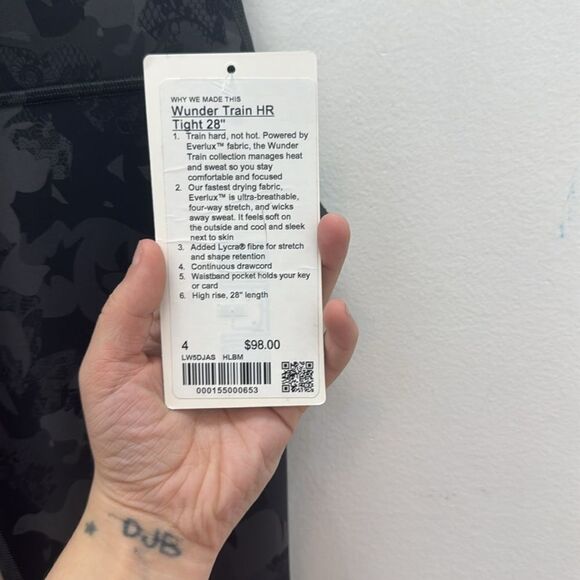 WHY WE MADE THIS
Wunder Train HR
Tight 28"
1. Train hard, not hot. Powered by
Everlux™ fabric, the Wunder
Train collection manages heat
and sweat so you stay
comfortable and focused
2. Our fastest drying fabric,
Everlux™ is ultra-breathable,
four-way stretch, and wicks
away sweat. It feels soft on
the outside and cool and sleek
next to skin
3. Added Lycra® fibre for stretch
and shape retention
4. Continuous drawcord
5. Waistband pocket holds your key
or card
6. High rise, 28" length
4 $98.00
LW5DJAS HLBM
000155000653
DJB